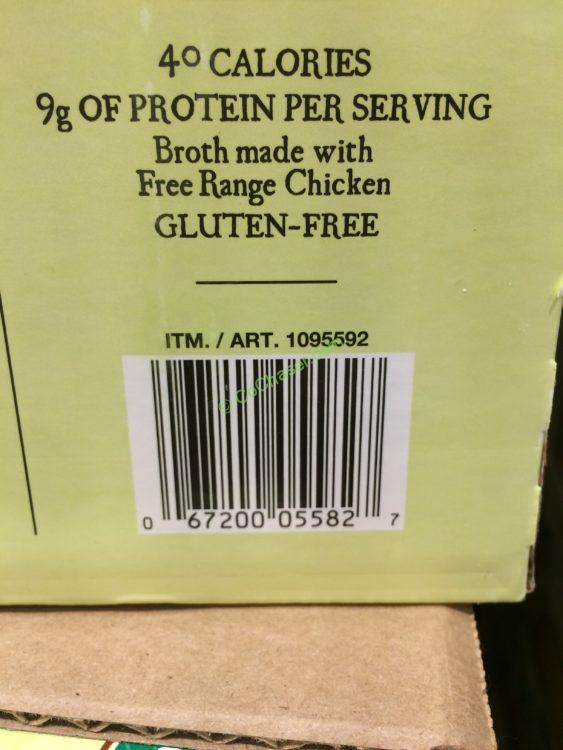 40 CALORIES
9g OF PROTEIN PER SERVING
Broth made with
Free Range Chicken
GLUTEN-FREE
ITM. / ART. 1095592
0 67200 05582 7